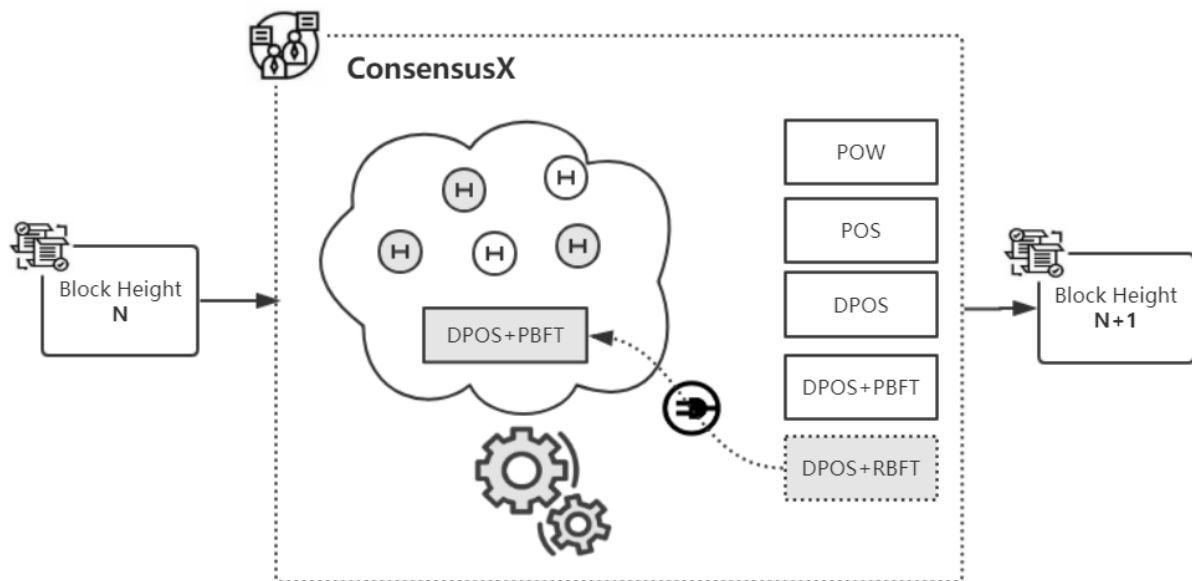 ConsensusX
POW
H
H
POS
H
H
H
Block Height
N
Block Height
N+1
DPOS
DPOS+PBFT
DPOS+PBFT
DPOS+RBFT